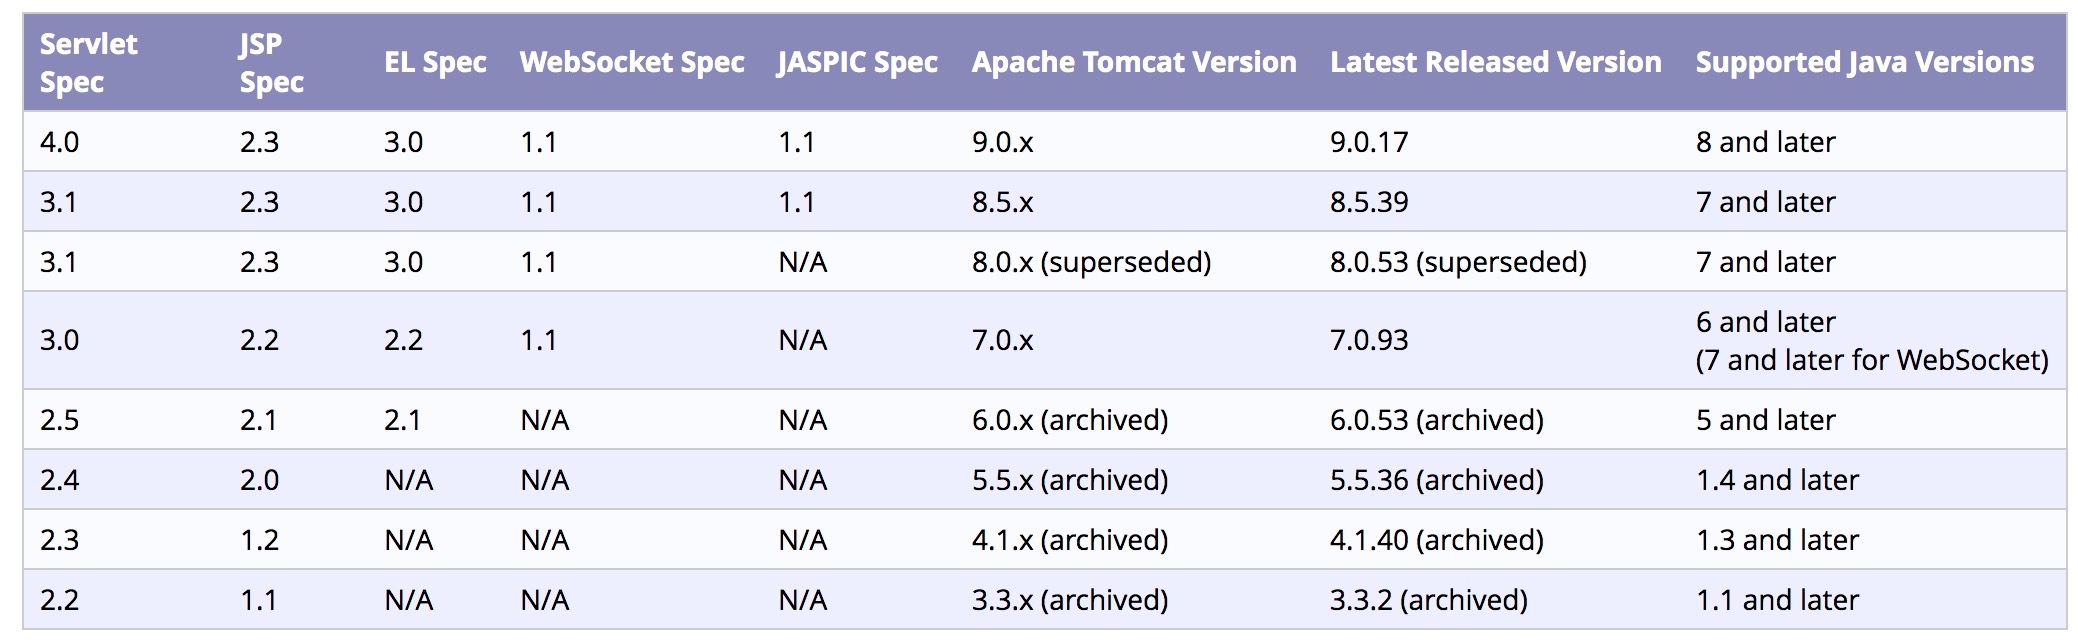 Servlet Spec JSP Spec EL Spec WebSocket Spec JASPIC Spec Apache Tomcat Version Latest Released Version Supported Java Versions
4.0 2.3 3.0 1.1 1.1 9.0.x 9.0.17 8 and later
3.1 2.3 3.0 1.1 1.1 8.5.x 8.5.39 7 and later
3.1 2.3 3.0 1.1 N/A 8.0.x (superseded) 8.0.53 (superseded) 7 and later
3.0 2.2 2.2 1.1 N/A 7.0.x 7.0.93 6 and later
(7 and later for WebSocket)
2.5 2.1 2.1 N/A N/A 6.0.x (archived) 6.0.53 (archived) 5 and later
2.4 2.0 N/A N/A N/A 5.5.x (archived) 5.5.36 (archived) 1.4 and later
2.3 1.2 N/A N/A N/A 4.1.x (archived) 4.1.40 (archived) 1.3 and later
2.2 1.1 N/A N/A N/A 3.3.x (archived) 3.3.2 (archived) 1.1 and later